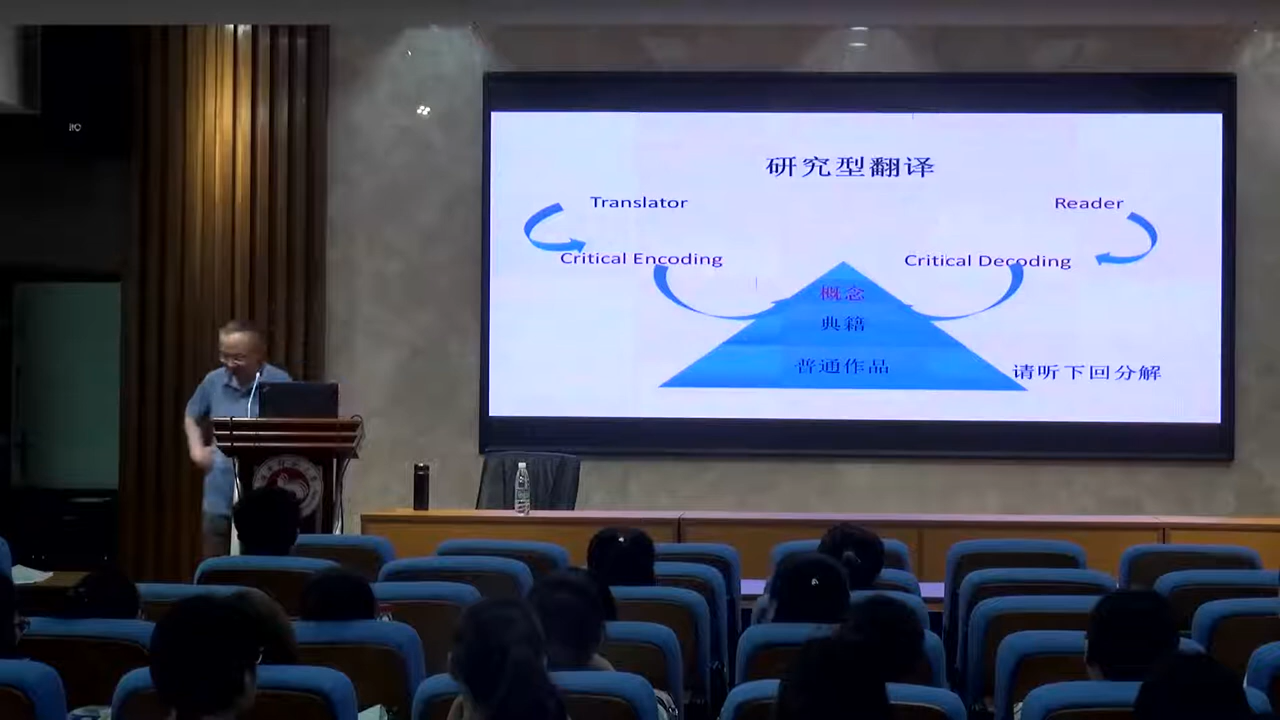 研究型翻译
Translator
Reader
Critical Encoding
Critical Decoding
概念
典籍
普通作品
请听下回分解